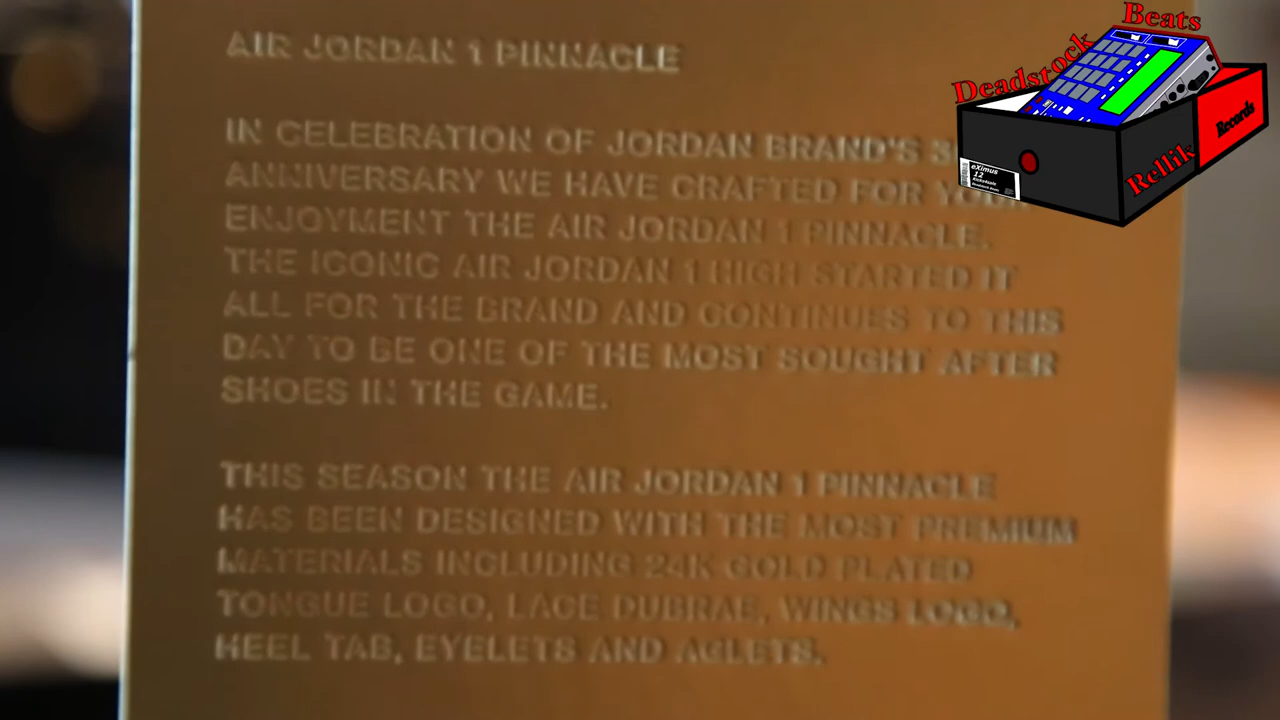 AIR JORDAN 1 PINNACLE
IN CELEBRATION OF JORDAN BRAND'S
ANNIVERSARY WE HAVE CRAFTED FOR YOUR
ENJOYMENT THE AIR JORDAN 1 PINNACLE.
THE ICONIC AIR JORDAN 1 HIGH STARTED IT
ALL FOR THE BRAND AND CONTINUES TO THIS
DAY TO BE ONE OF THE MOST SOUGHT AFTER
SHOES IN THE GAME.
THIS SEASON THE AIR JORDAN 1 PINNACLE
HAS BEEN DESIGNED WITH THE MOST PREMIUM
MATERIALS INCLUDING 24K GOLD PLATED
TONGUE LOGO, LACE DUBRAE, WINGS LOGO,
HEEL TAB, EYELETS AND AGLETS.
Deadstock Beats
Rellik Records
eXimus
12